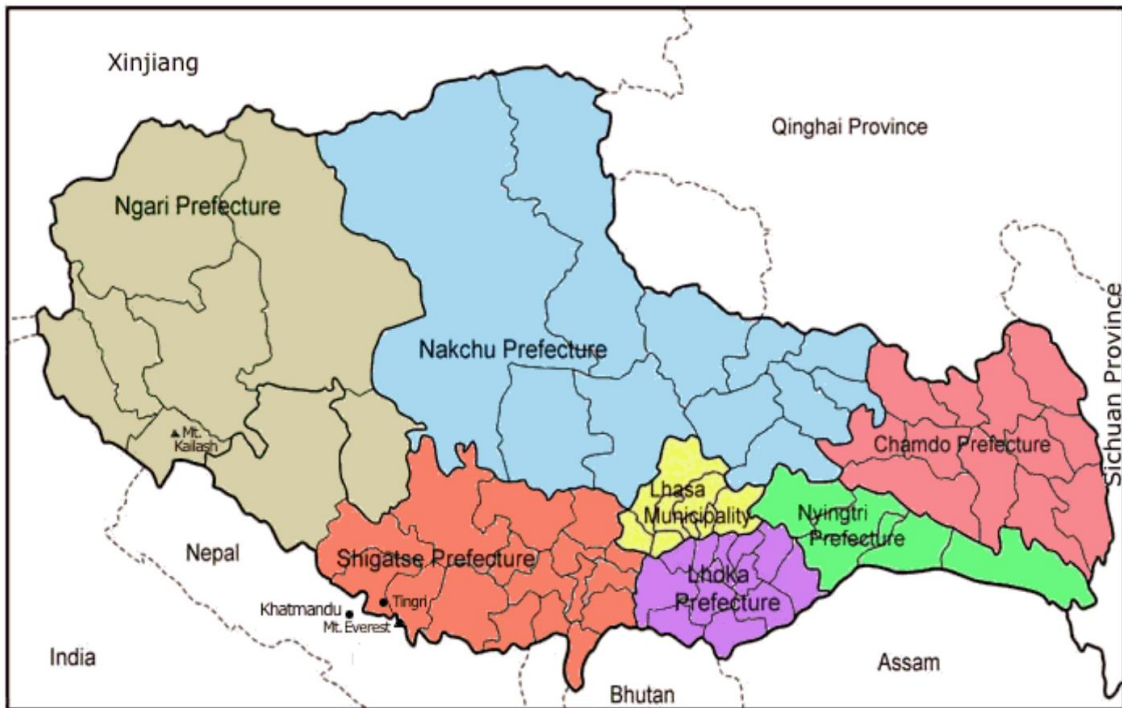 Xinjiang
Qinghai Province
Ngari Prefecture
Sichuan Province
Nakchu Prefecture
Mt.
Kailash
Chamdo Prefecture
Lhasa
Municipality
Nyingtri
Prefecture
Nepal
Shigatse Prefecture
Lhoka
Prefecture
Tingri
Khatmandu
Mt. Everest
India
Assam
Bhutan